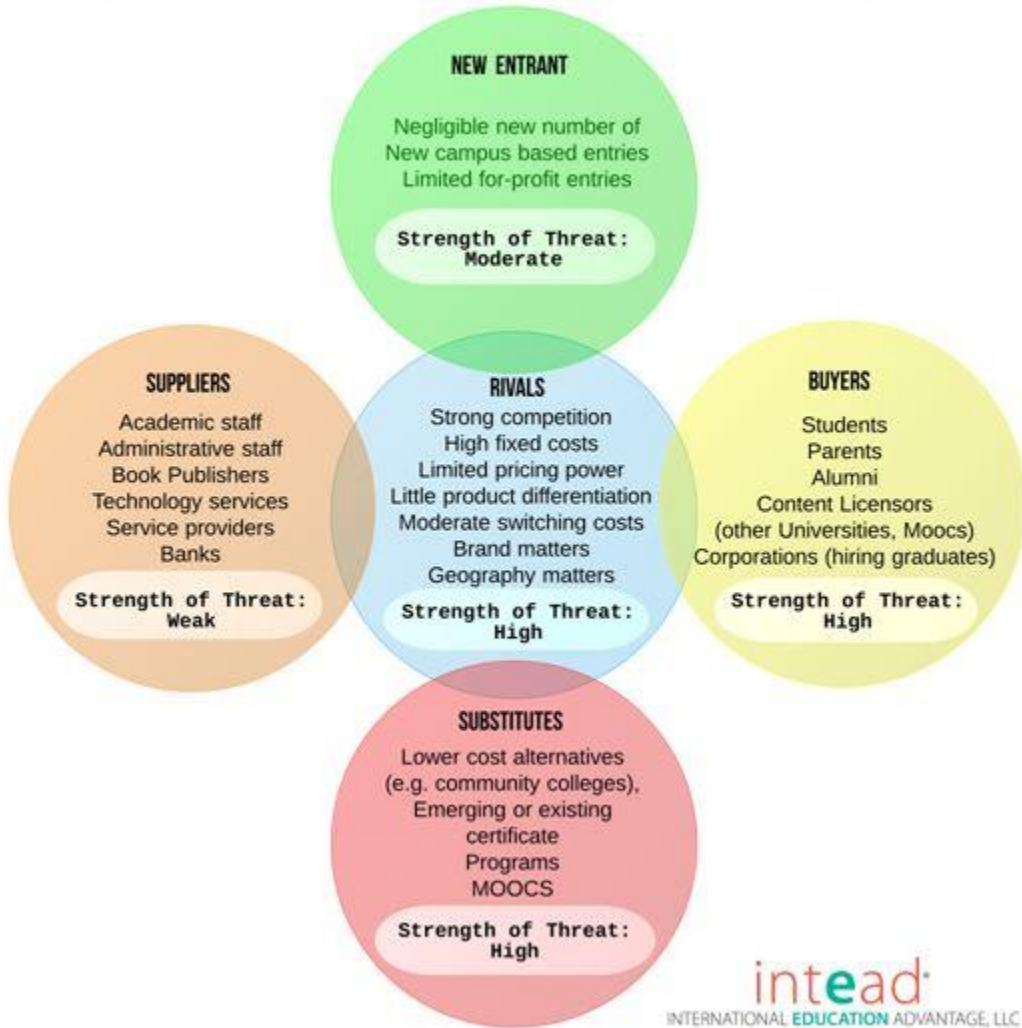 NEW ENTRANT
Negligible new number of
New campus based entries
Limited for-profit entries
Strength of Threat:
Moderate
SUPPLIERS
Academic staff
Administrative staff
Book Publishers
Technology services
Service providers
Banks
Strength of Threat:
Weak
RIVALS
Strong competition
High fixed costs
Limited pricing power
Little product differentiation
Moderate switching costs
Brand matters
Geography matters
Strength of Threat:
High
BUYERS
Students
Parents
Alumni
Content Licensors
(other Universities, Moocs)
Corporations (hiring graduates)
Strength of Threat:
High
SUBSTITUTES
Lower cost alternatives
(e.g. community colleges),
Emerging or existing
certificate
Programs
MOOCS
Strength of Threat:
High
intead
INTERNATIONAL EDUCATION ADVANTAGE, LLC